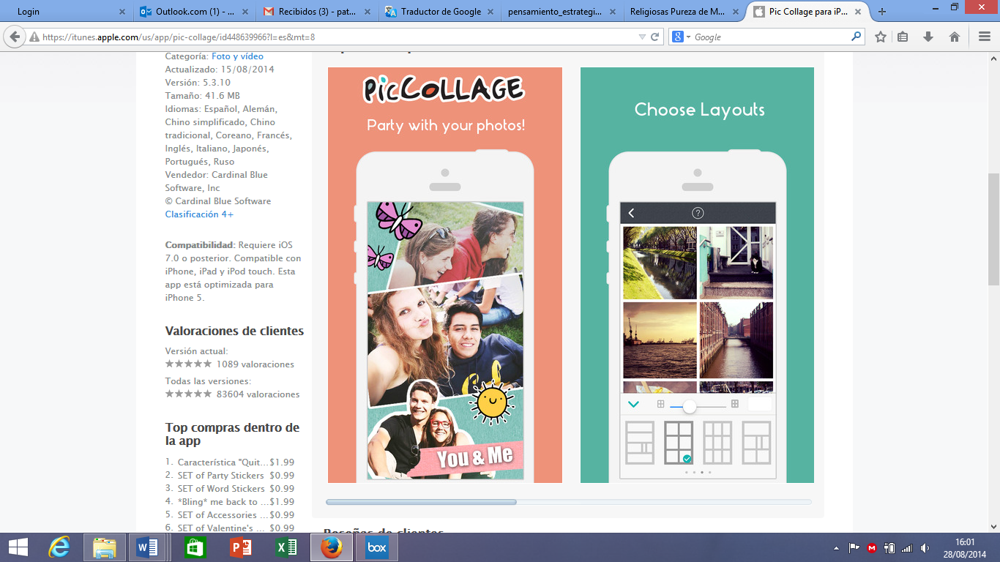 Login
Outlook.com (1) - ...
Recibidos (3) - pat...
Traductor de Google
pensamiento_estrategi...
Religiosas Pureza de M...
Pic Collage para iP...
https://itunes.apple.com/us/app/pic-collage/id448639966?l=es&mt=8
Google
Categoría: Foto y vídeo
Actualizado: 15/08/2014
Versión: 5.3.10
Tamaño: 41.6 MB
Idiomas: Español, Alemán,
Chino simplificado, Chino
tradicional, Coreano, Francés,
Inglés, Italiano, Japonés,
Portugués, Ruso
Vendedor: Cardinal Blue
Software, Inc
© Cardinal Blue Software
Clasificación 4+
Compatibilidad: Requiere iOS
7.0 o posterior. Compatible con
iPhone, iPad y iPod touch. Esta
app está optimizada para
iPhone 5.
Valoraciones de clientes
Versión actual:
★★★★★ 1089 valoraciones
Todas las versiones:
★★★★★ 83604 valoraciones
Top compras dentro de
la app
1. Característica "Quit...$1.99
2. SET of Party Stickers $0.99
3. SET of Word Stickers $0.99
4. *Bling* me back to ...$1.99
5. SET of Accessories ...$0.99
6. SET of Valentine's ... $0.99
PicCOLLAGE
Party with your photos!
You & Me
Choose Layouts
?
Reseñas de clientes
box
16:01
28/08/2014